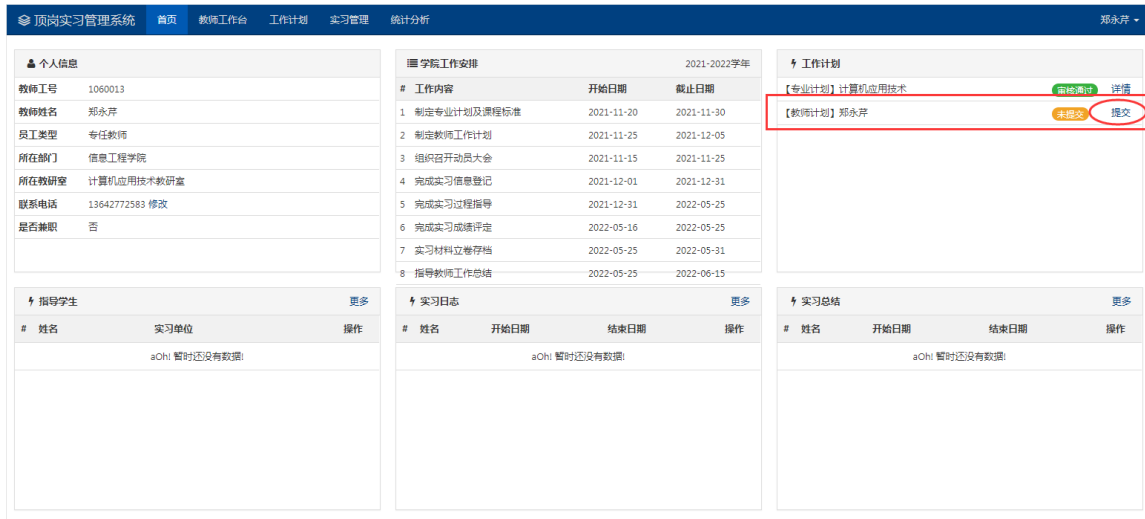 顶岗实习管理系统 首页 教师工作台 工作计划 实习管理 统计分析 郑永芹
个人信息
教师工号 1060013
教师姓名 郑永芹
员工类型 专任教师
所在部门 信息工程学院
所在教研室 计算机应用技术教研室
联系电话 13642772583 修改
是否兼职 否
学院工作安排 2021-2022学年
# 工作内容 开始日期 截止日期
1 制定专业计划及课程标准 2021-11-20 2021-11-30
2 制定教师工作计划 2021-11-25 2021-12-05
3 组织召开动员大会 2021-11-15 2021-11-25
4 完成实习信息登记 2021-12-01 2021-12-31
5 完成实习过程指导 2021-12-31 2022-05-25
6 完成实习成绩评定 2022-05-16 2022-05-25
7 实习材料立卷存档 2022-05-25 2022-05-31
8 指导教师工作总结 2022-05-25 2022-06-15
工作计划
【专业计划】计算机应用技术 审核通过 详情
【教师计划】郑永芹 未提交 提交
指导学生 更多
# 姓名 实习单位 操作
aOh! 暂时还没有数据!
实习日志 更多
# 姓名 开始日期 结束日期 操作
aOh! 暂时还没有数据!
实习总结 更多
# 姓名 开始日期 结束日期 操作
aOh! 暂时还没有数据!